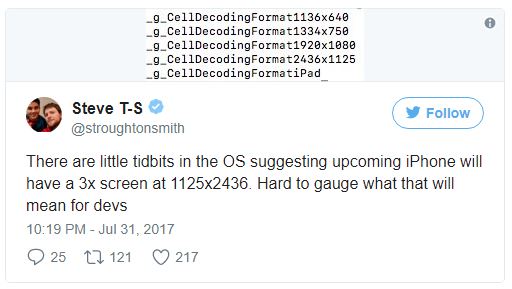 _g_CellDecodingFormat1136x640
_g_CellDecodingFormat1334x750
_g_CellDecodingFormat1920x1080
_g_CellDecodingFormat2436x1125
_g_CellDecodingFormatiPad_
Steve T-S
Follow
@stroughtonsmith
There are little tidbits in the OS suggesting upcoming iPhone will
have a 3x screen at 1125x2436. Hard to gauge what that will
mean for devs
10:19 PM - Jul 31, 2017
25 121 217